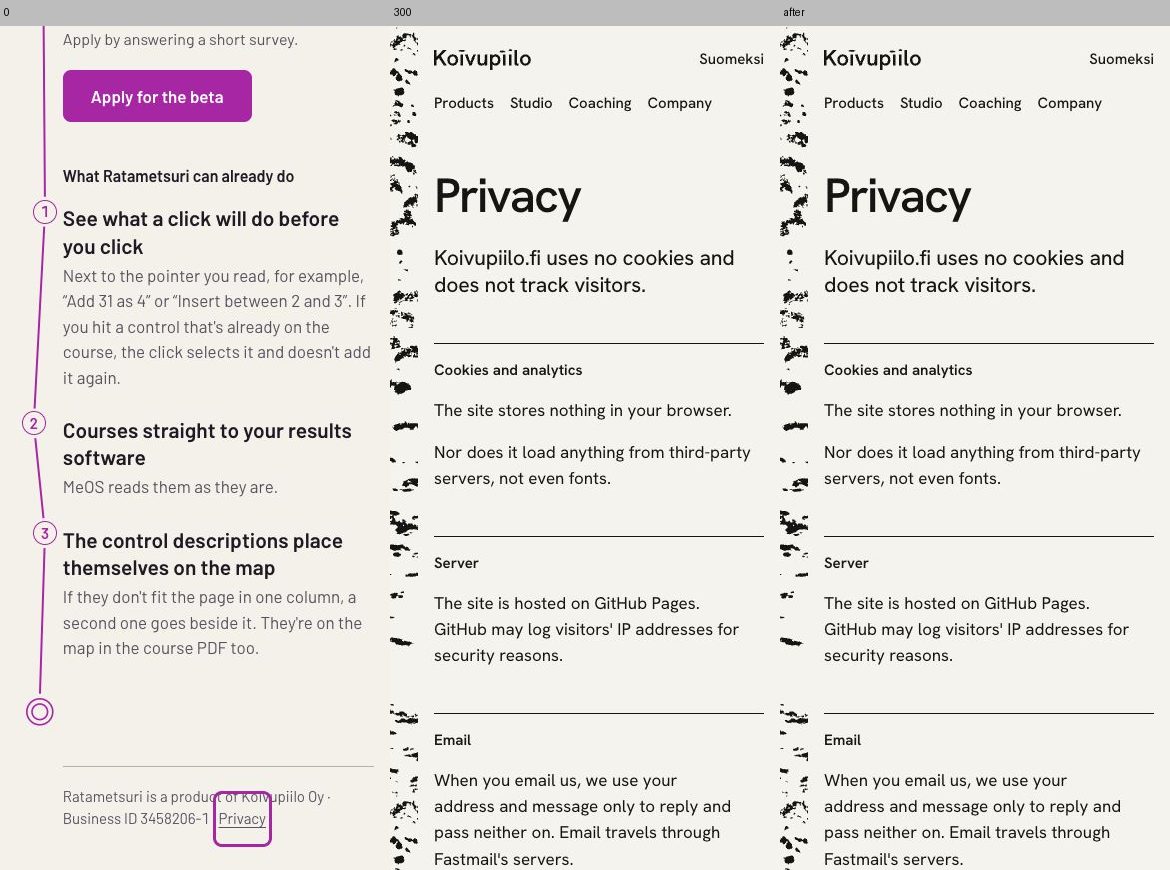 0
300
after
Apply by answering a short survey.
Apply for the beta
What Ratametsuri can already do
1
See what a click will do before
you click
Next to the pointer you read, for example,
“Add 31 as 4” or “Insert between 2 and 3”. If
you hit a control that's already on the
course, the click selects it and doesn't add
it again.
2
Courses straight to your results
software
MeOS reads them as they are.
3
The control descriptions place
themselves on the map
If they don't fit the page in one column, a
second one goes beside it. They're on the
map in the course PDF too.
Ratametsuri is a product of Koivupiilo Oy ·
Business ID 3458206-1 Privacy
Koivupiilo
Suomeksi
Products Studio Coaching Company
Privacy
Koivupiilo.fi uses no cookies and
does not track visitors.
Cookies and analytics
The site stores nothing in your browser.
Nor does it load anything from third-party
servers, not even fonts.
Server
The site is hosted on GitHub Pages.
GitHub may log visitors' IP addresses for
security reasons.
Email
When you email us, we use your
address and message only to reply and
pass neither on. Email travels through
Fastmail's servers.
Koivupiilo
Suomeksi
Products Studio Coaching Company
Privacy
Koivupiilo.fi uses no cookies and
does not track visitors.
Cookies and analytics
The site stores nothing in your browser.
Nor does it load anything from third-party
servers, not even fonts.
Server
The site is hosted on GitHub Pages.
GitHub may log visitors' IP addresses for
security reasons.
Email
When you email us, we use your
address and message only to reply and
pass neither on. Email travels through
Fastmail's servers.